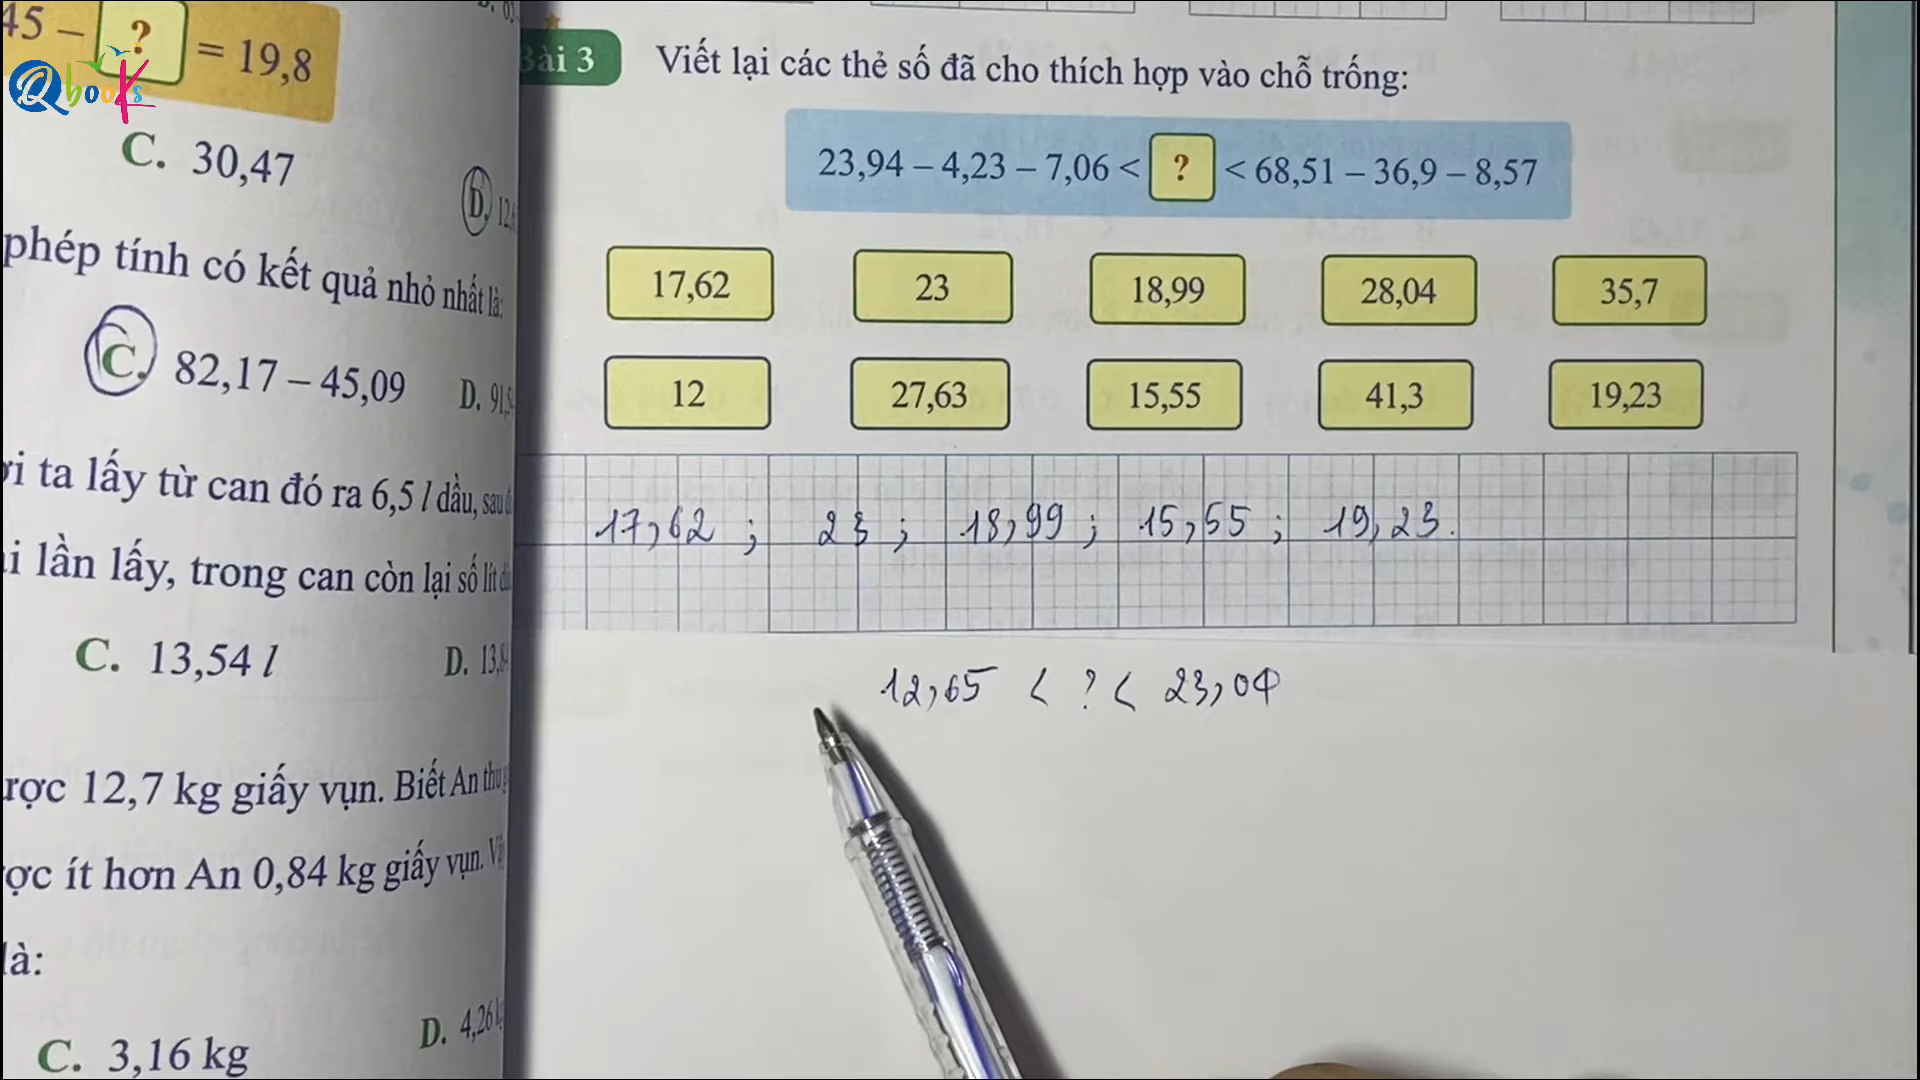 45 – ? = 19,8
Qbooks
C. 30,47
D.
phép tính có kết quả nhỏ nhất là:
C. 82,17 – 45,09
D.
ta lấy từ can đó ra 6,5 l dầu, sau
lần lấy, trong can còn lại số lít
C. 13,54 l
D.
12,7 kg giấy vụn. Biết An thu
ít hơn An 0,84 kg giấy vụn.
là:
C. 3,16 kg
D. 4,26
Bài 3 Viết lại các thẻ số đã cho thích hợp vào chỗ trống:
23,94 – 4,23 – 7,06 < ? < 68,51 – 36,9 – 8,57
17,62 23 18,99 28,04 35,7
12 27,63 15,55 41,3 19,23
17,62 ; 23 ; 18,99 ; 15,55 ; 19,23.
12,65 < ? < 23,04